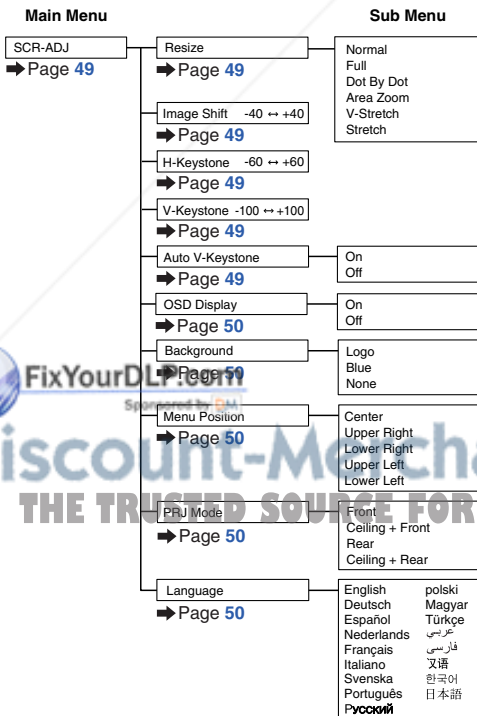 Main Menu
Sub Menu
SCR-ADJ
➡Page 49
Resize
➡Page 49
Normal
Full
Dot By Dot
Area Zoom
V-Stretch
Stretch
Image Shift -40 ↔ +40
➡Page 49
H-Keystone -60 ↔ +60
➡Page 49
V-Keystone -100 ↔ +100
➡Page 49
Auto V-Keystone
➡Page 49
On
Off
OSD Display
➡Page 50
On
Off
Background
➡Page 50
Logo
Blue
None
FixYourDLP.com
Sponsored by DM
Menu Position
➡Page 50
Center
Upper Right
Lower Right
Upper Left
Lower Left
iscount-Mercha
THE TRUSTED SOURCE FOR
PRJ Mode
➡Page 50
Front
Ceiling + Front
Rear
Ceiling + Rear
Language
➡Page 50
English polski
Deutsch Magyar
Español Türkçe
Nederlands عربي
Français فارسی
Italiano 汉语
Svenska 한국어
Português 日本語
Русский